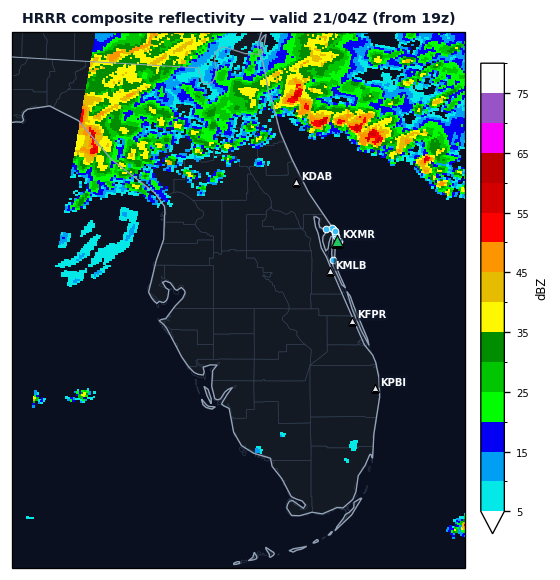 HRRR composite reflectivity — valid 21/04Z (from 19z)
KDAB
KXMR
KMLB
KFPR
KPBI
75
65
55
45
35
25
15
5
dBZ